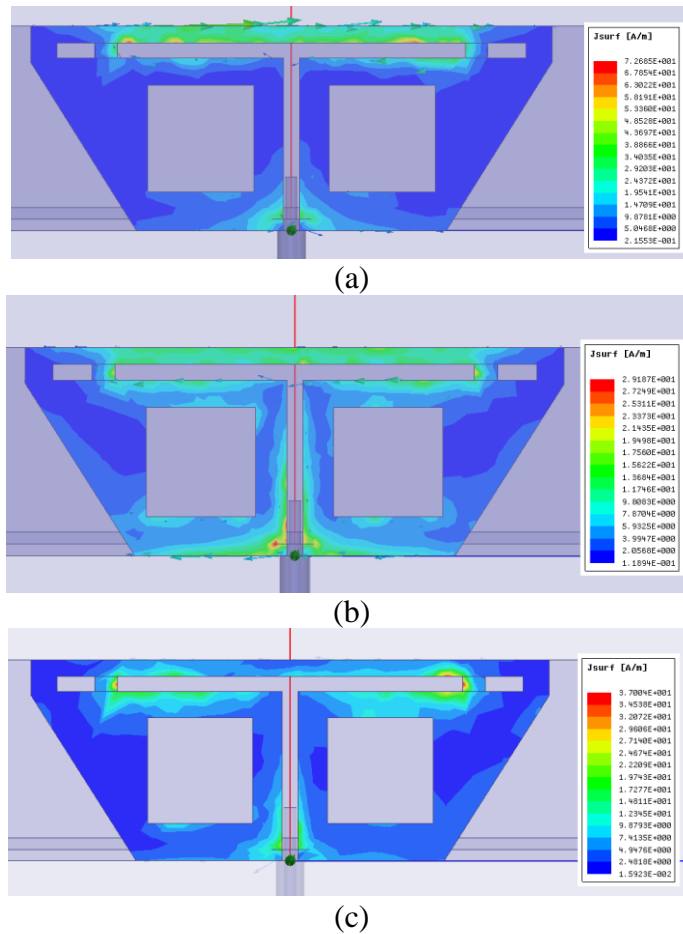 Jsurf [A/m]
7.2685E+001
6.7854E+001
6.3022E+001
5.8191E+001
5.3360E+001
4.8528E+001
4.3697E+001
3.8866E+001
3.4035E+001
2.9203E+001
2.4372E+001
1.9541E+001
1.4709E+001
9.8781E+000
5.0468E+000
2.1553E-001
(a)
Jsurf [A/m]
2.9187E+001
2.7249E+001
2.5311E+001
2.3373E+001
2.1435E+001
1.9498E+001
1.7560E+001
1.5622E+001
1.3684E+001
1.1746E+001
9.8083E+000
7.8704E+000
5.9325E+000
3.9947E+000
2.0568E+000
1.1894E-001
(b)
Jsurf [A/m]
3.7004E+001
3.4538E+001
3.2072E+001
2.9606E+001
2.7140E+001
2.4674E+001
2.2209E+001
1.9743E+001
1.7277E+001
1.4811E+001
1.2345E+001
9.8793E+000
7.4135E+000
4.9476E+000
2.4818E+000
1.5923E-002
(c)